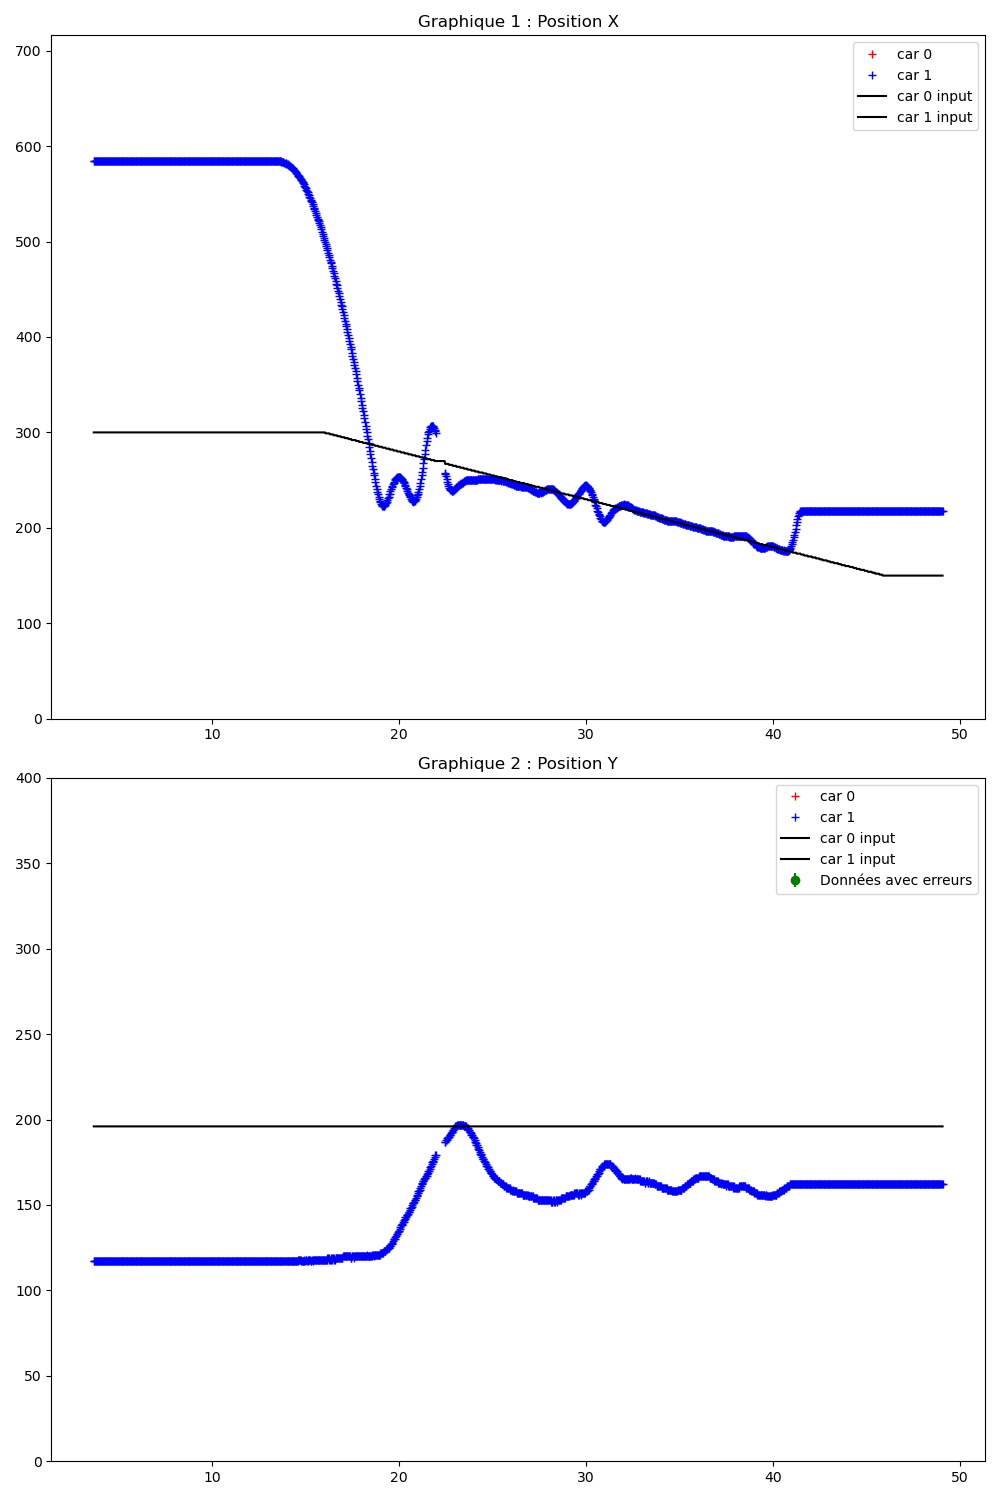 Graphique 1 : Position X
700
600
500
400
300
200
100
0
car 0
car 1
car 0 input
car 1 input
10 20 30 40 50
Graphique 2 : Position Y
400
350
300
250
200
150
100
50
0
car 0
car 1
car 0 input
car 1 input
Données avec erreurs
10 20 30 40 50